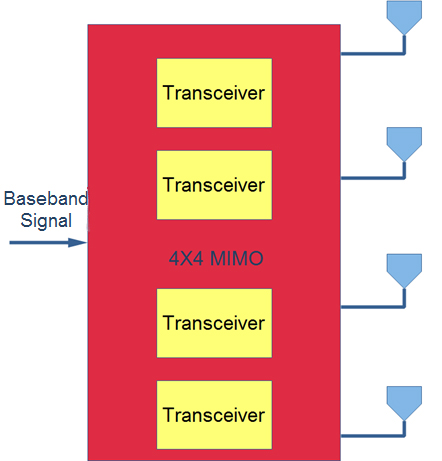 Transceiver
Transceiver
Baseband
Signal
4X4 MIMO
Transceiver
Transceiver